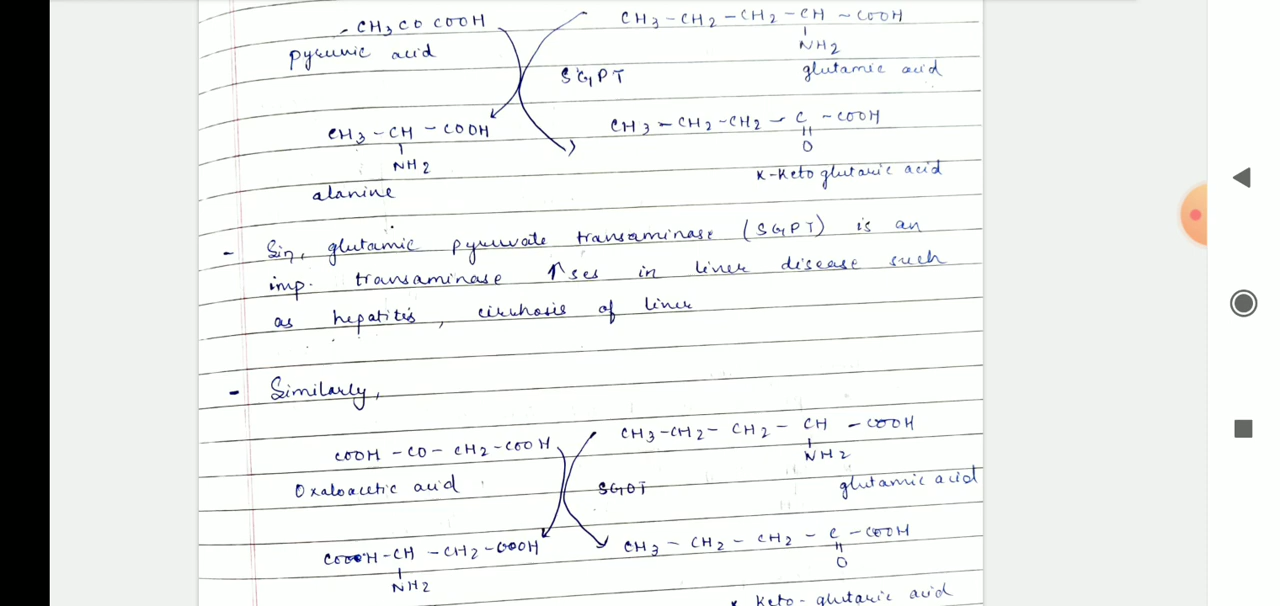 - CH3 CO COOH
pyruvic acid
CH3 - CH2 - CH2 - CH - COOH
NH2
glutamic acid
SGPT
CH3 - CH - COOH
NH2
alanine
CH3 - CH2 - CH2 - C - COOH
O
α-Keto glutaric acid
- glutamic pyruvate transaminase (SGPT) is an
imp. transaminase ↑ses in liver disease such
as hepatitis, cirrhosis of liver
- Similarly,
COOH - CO - CH2 - COOH
Oxaloacetic acid
CH3 - CH2 - CH2 - CH - COOH
NH2
glutamic acid
SGOT
COOH - CH - CH2 - COOH
NH2
CH3 - CH2 - CH2 - C - COOH
O
α Keto - glutaric acid